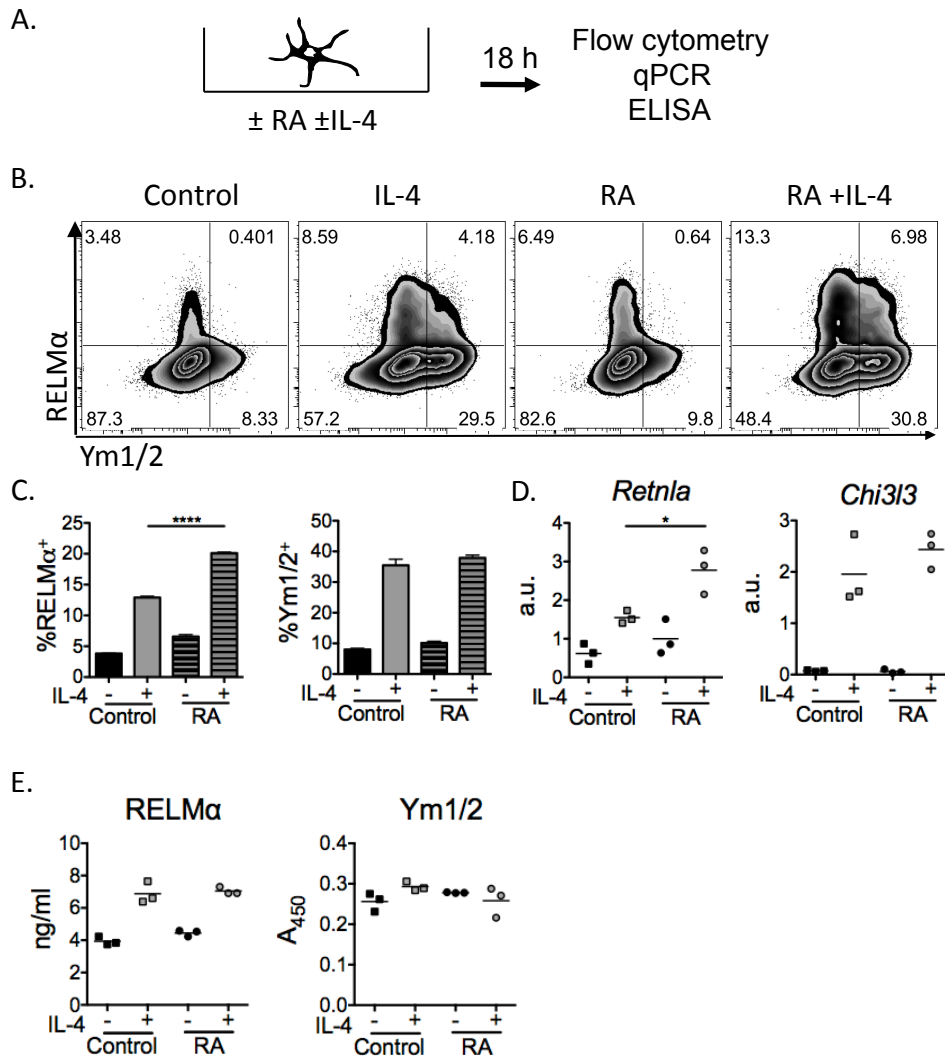 A.
± RA ±IL-4
18 h
Flow cytometry
qPCR
ELISA
B.
Control IL-4 RA RA +IL-4
3.48 0.401 8.59 4.18 6.49 0.64 13.3 6.98
RELMα
87.3 8.33 57.2 29.5 82.6 9.8 48.4 30.8
Ym1/2
C.
%RELMα+
25
20
15
10
5
0
****
IL-4 - + - +
Control RA
%Ym1/2+
50
40
30
20
10
0
IL-4 - + - +
Control RA
D.
Retnla
a.u.
4
3
2
1
0
*
IL-4 - + - +
Control RA
Chi3l3
a.u.
3
2
1
0
IL-4 - + - +
Control RA
E.
RELMα
ng/ml
10
8
6
4
2
0
IL-4 - + - +
Control RA
Ym1/2
A450
0.4
0.3
0.2
0.1
0.0
IL-4 - + - +
Control RA